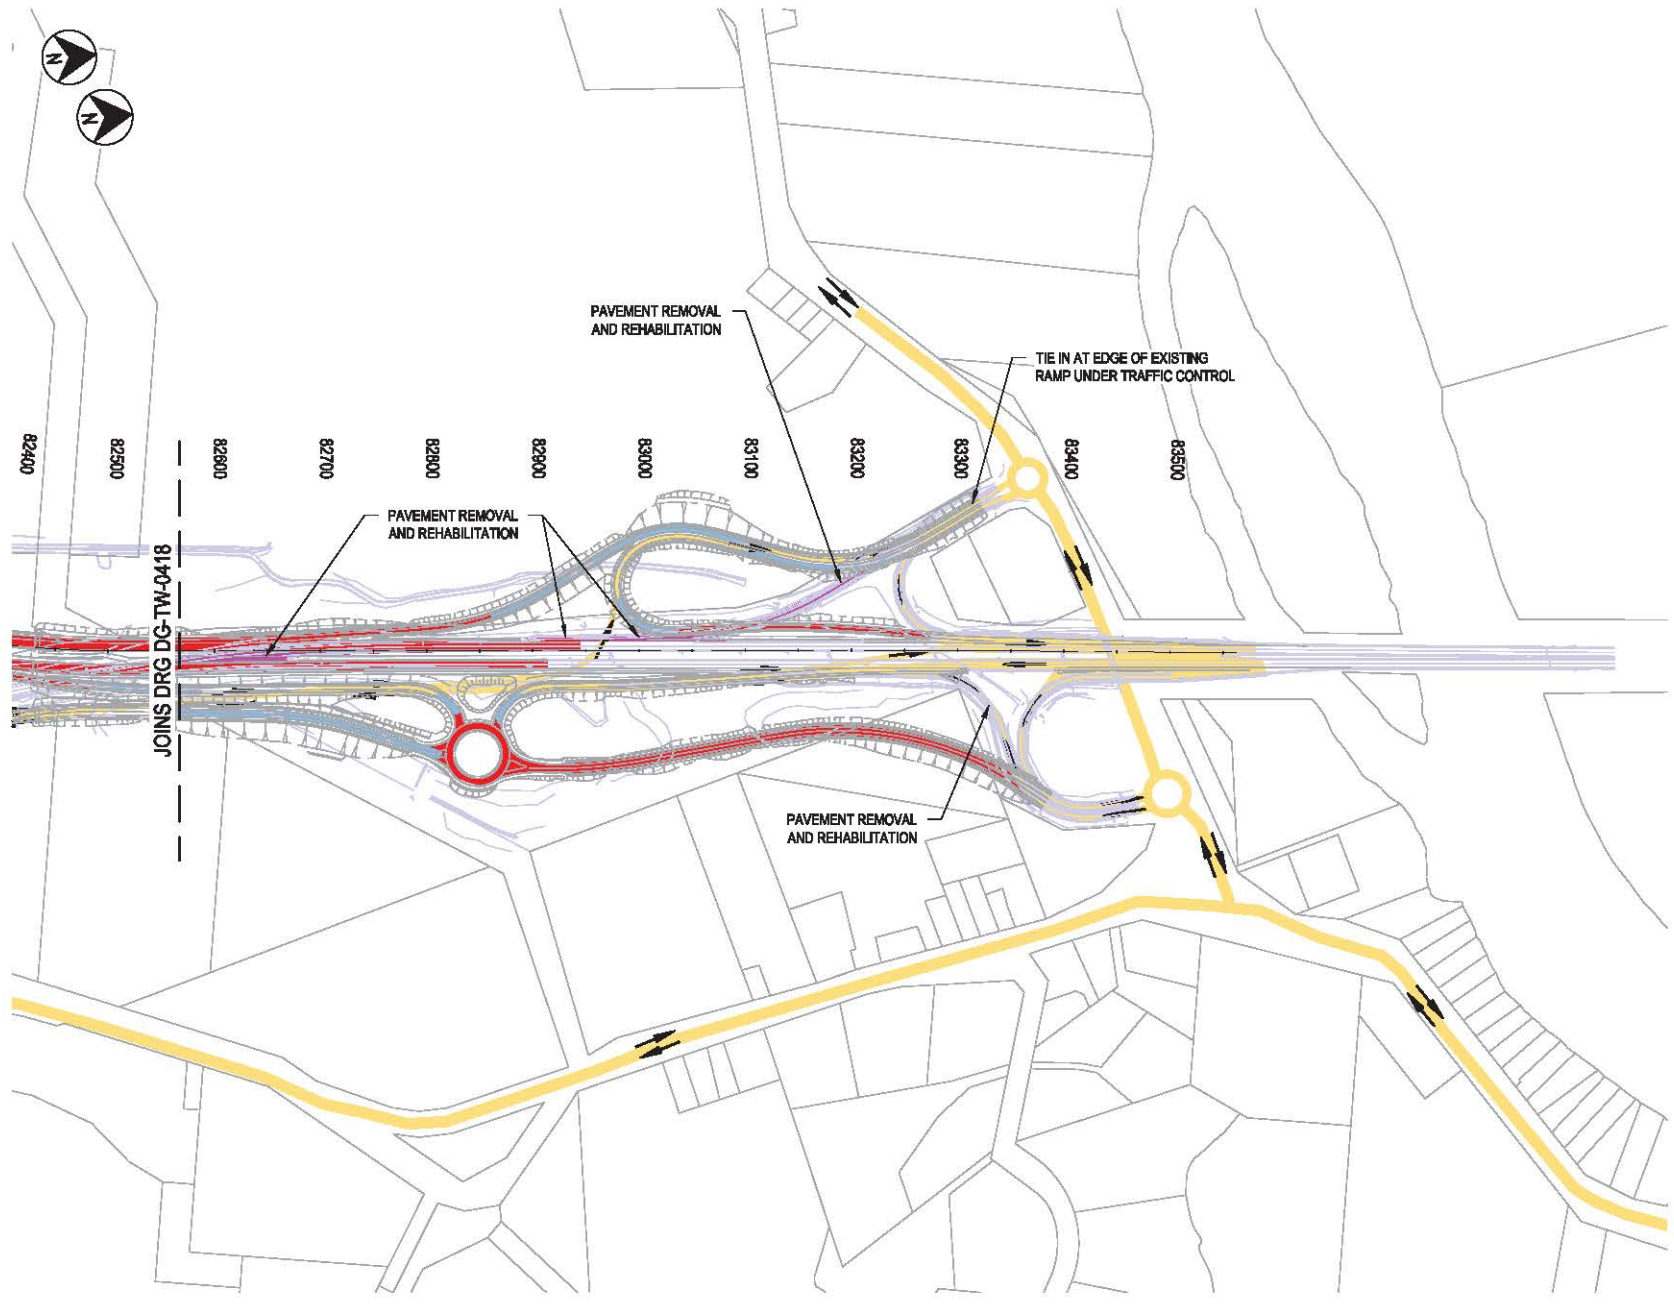 N
N
PAVEMENT REMOVAL
AND REHABILITATION
TIE IN AT EDGE OF EXISTING
RAMP UNDER TRAFFIC CONTROL
82400
82500
82600
82700
82800
82900
83000
83100
83200
83300
83400
83500
PAVEMENT REMOVAL
AND REHABILITATION
JOINS DRG DG-TW-0418
PAVEMENT REMOVAL
AND REHABILITATION